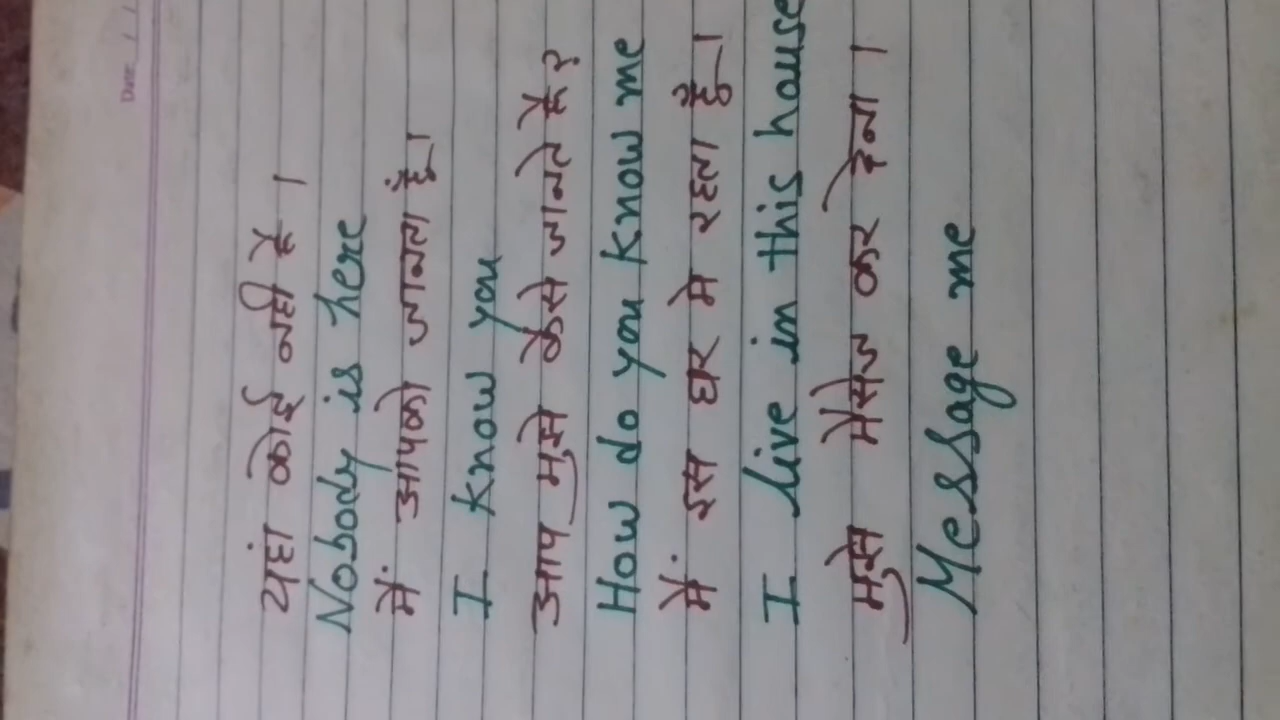 Date
यहां कोई नही है ।
Nobody is here
में आपको जानता हूँ।
I know you
आप मुझे कैसे जानते है?
How do you know me
में इस घर मे रहता हूँ।
I live in this house
मुझे मैसेज कर देना ।
Message me